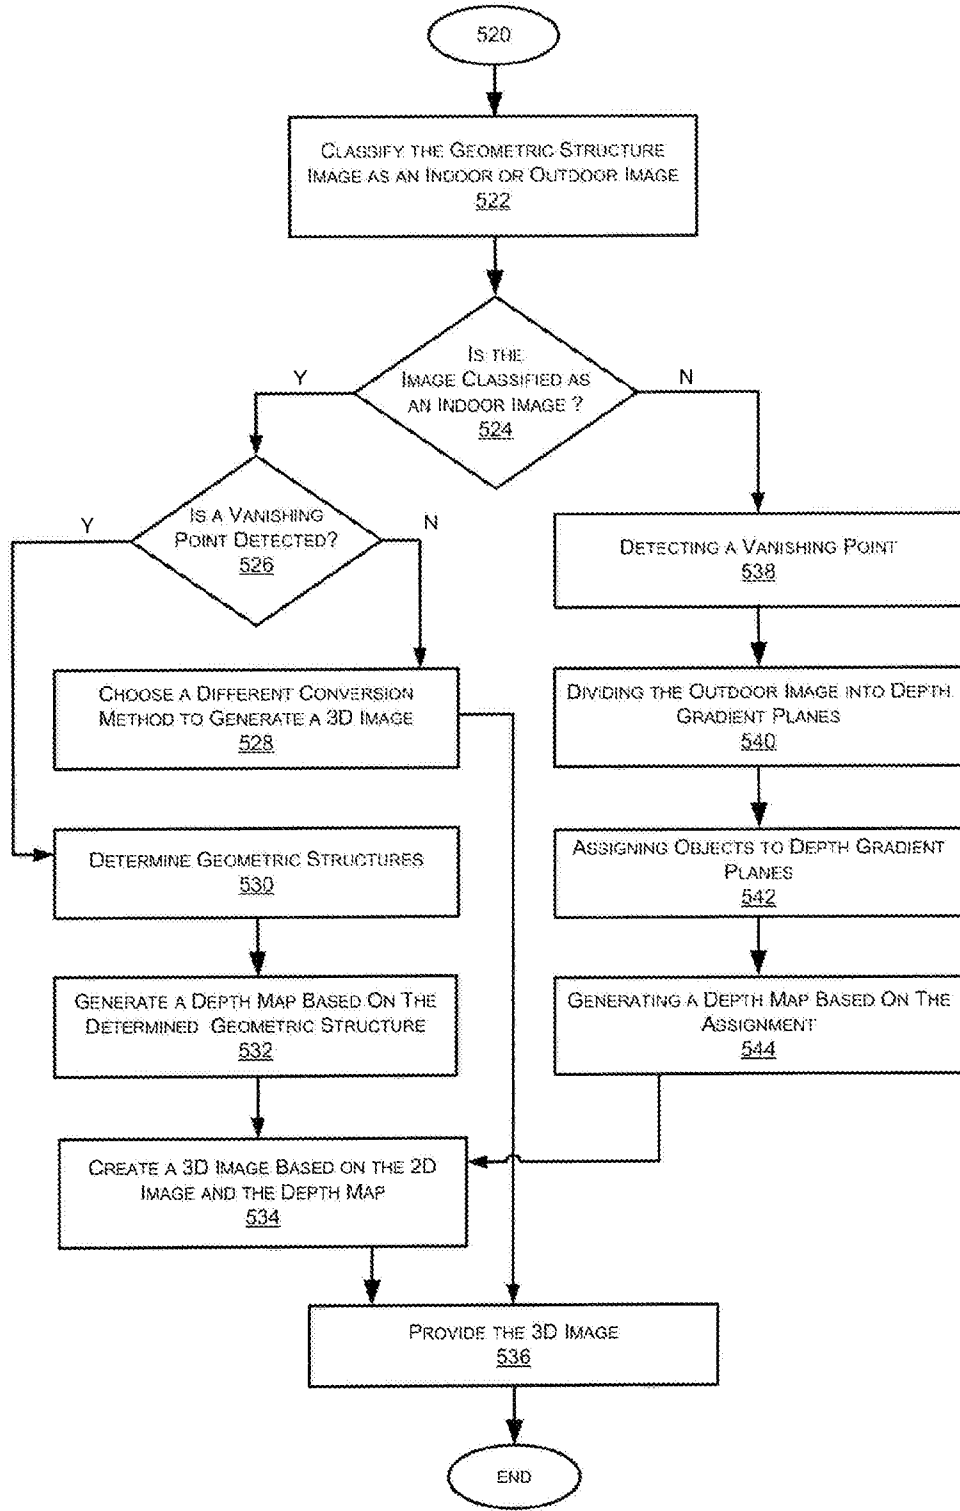 520
CLASSIFY THE GEOMETRIC STRUCTURE
IMAGE AS AN INDOOR OR OUTDOOR IMAGE
522
IS THE
IMAGE CLASSIFIED AS
AN INDOOR IMAGE ?
524
Y
N
IS A VANISHING
POINT DETECTED?
526
Y
N
DETECTING A VANISHING POINT
538
CHOOSE A DIFFERENT CONVERSION
METHOD TO GENERATE A 3D IMAGE
528
DIVIDING THE OUTDOOR IMAGE INTO DEPTH
GRADIENT PLANES
540
DETERMINE GEOMETRIC STRUCTURES
530
ASSIGNING OBJECTS TO DEPTH GRADIENT
PLANES
542
GENERATE A DEPTH MAP BASED ON THE
DETERMINED GEOMETRIC STRUCTURE
532
GENERATING A DEPTH MAP BASED ON THE
ASSIGNMENT
544
CREATE A 3D IMAGE BASED ON THE 2D
IMAGE AND THE DEPTH MAP
534
PROVIDE THE 3D IMAGE
536
END